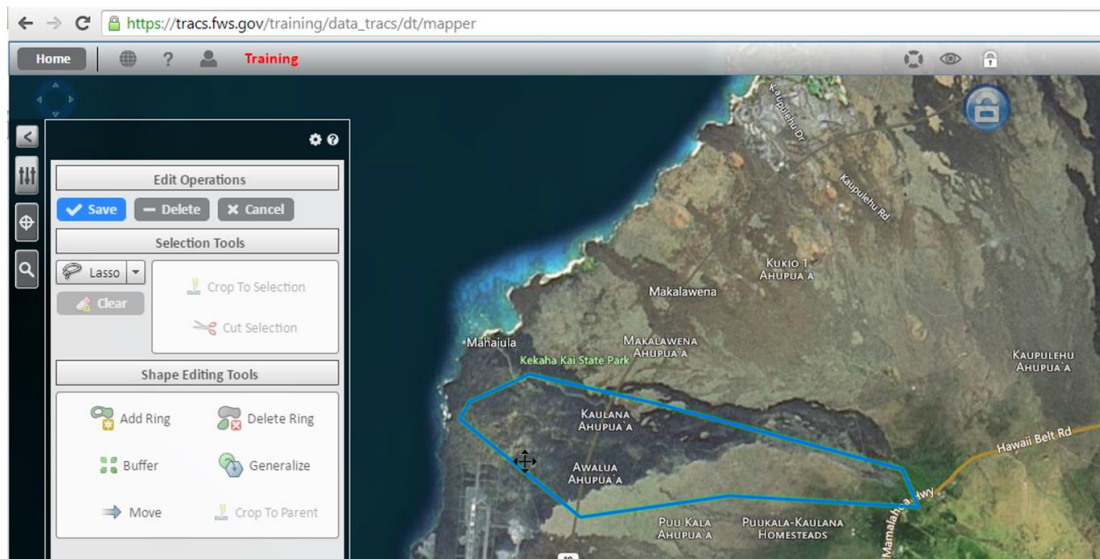 https://tracs.fws.gov/training/data_tracs/dt/mapper
Home
?
Training
Edit Operations
Save
Delete
Cancel
Selection Tools
Lasso
Clear
Crop To Selection
Cut Selection
Shape Editing Tools
Add Ring
Delete Ring
Buffer
Generalize
Move
Crop To Parent
Kaupulehu Dr
Kaupulehu Rd
KUKIO 1
AHUPUA`A
Makalawena
Mahaiula
MAKALAWENA
AHUPUA`A
Kekaha Kai State Park
KAUPULEHU
AHUPUA`A
KAULANA
AHUPUA`A
Hawaii Belt Rd
AWALUA
AHUPUA`A
Mamalahoa Hwy
PUU KALA
AHUPUA`A
PUUKALA-KAULANA
HOMESTEADS